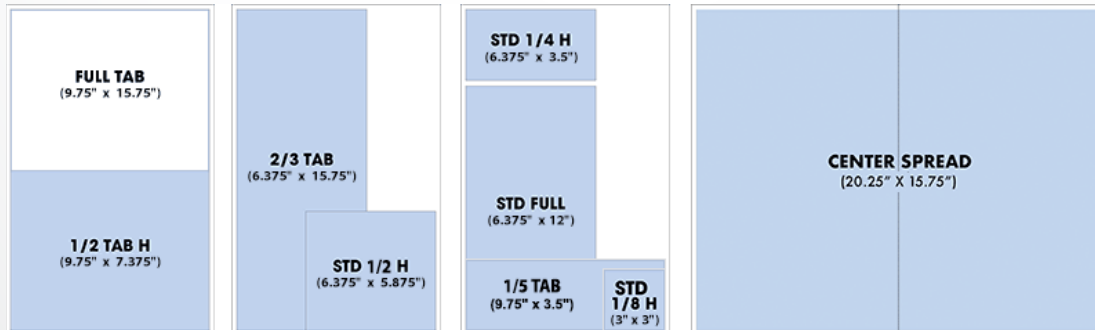 FULL TAB
(9.75" x 15.75")
1/2 TAB H
(9.75" x 7.375")
2/3 TAB
(6.375" x 15.75")
STD 1/2 H
(6.375" x 5.875")
STD 1/4 H
(6.375" x 3.5")
STD FULL
(6.375" x 12")
1/5 TAB
(9.75" x 3.5")
STD
1/8 H
(3" x 3")
CENTER SPREAD
(20.25” X 15.75”)